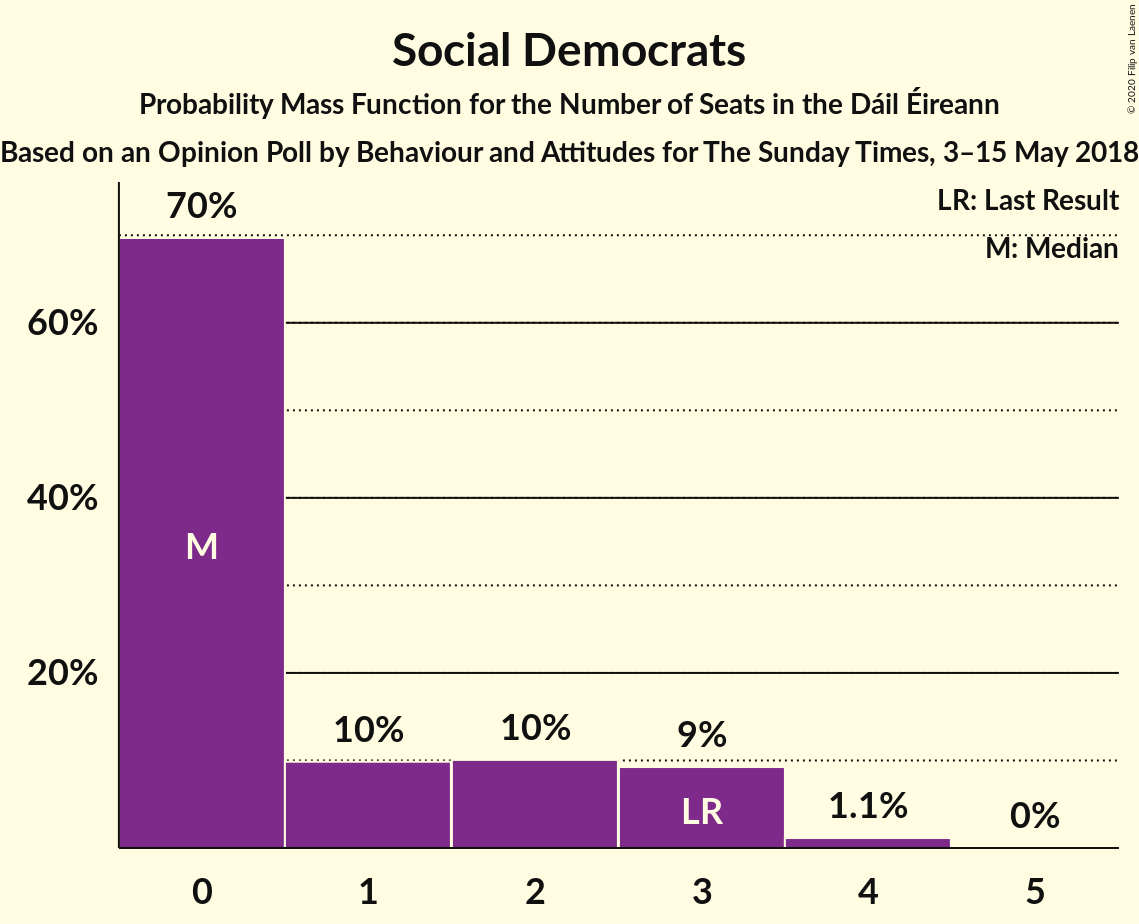 Social Democrats
Probability Mass Function for the Number of Seats in the Dáil Éireann
Based on an Opinion Poll by Behaviour and Attitudes for The Sunday Times, 3–15 May 2018
© 2020 Filip van Laenen
LR: Last Result
M: Median
70%
60%
40%
20%
M
10%
10%
9%
LR
1.1%
0%
0 1 2 3 4 5